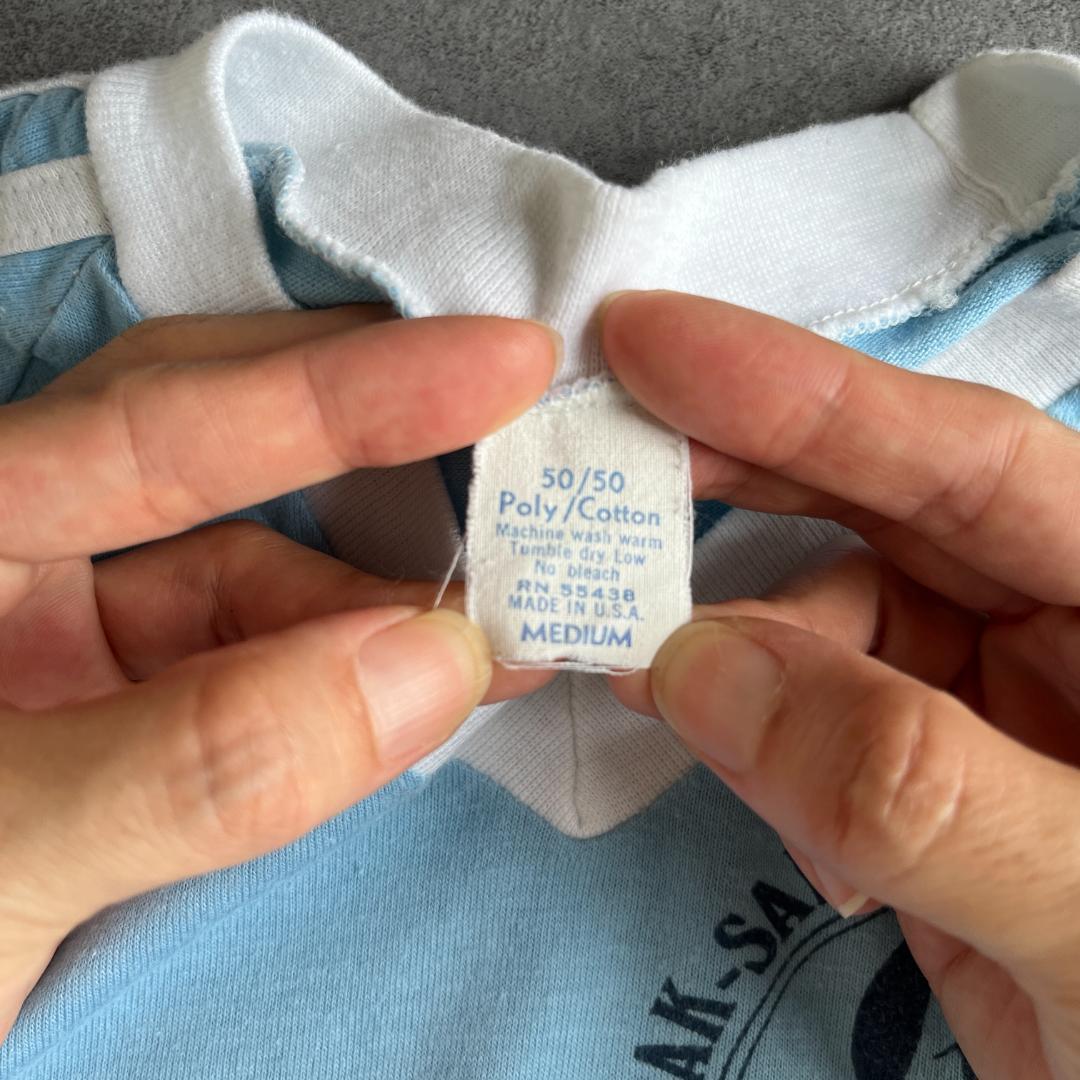 50/50
Poly/Cotton
Machine wash warm
Tumble dry Low
No bleach
RN 55438
MADE IN U.S.A.
MEDIUM
AK-SA